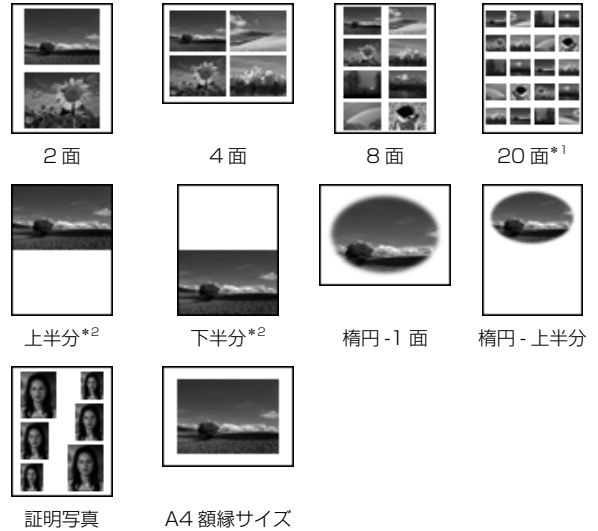 2 面
4 面
8 面
20 面*1
上半分*2
下半分*2
楕円 -1 面
楕円 - 上半分
証明写真
A4 額縁サイズ